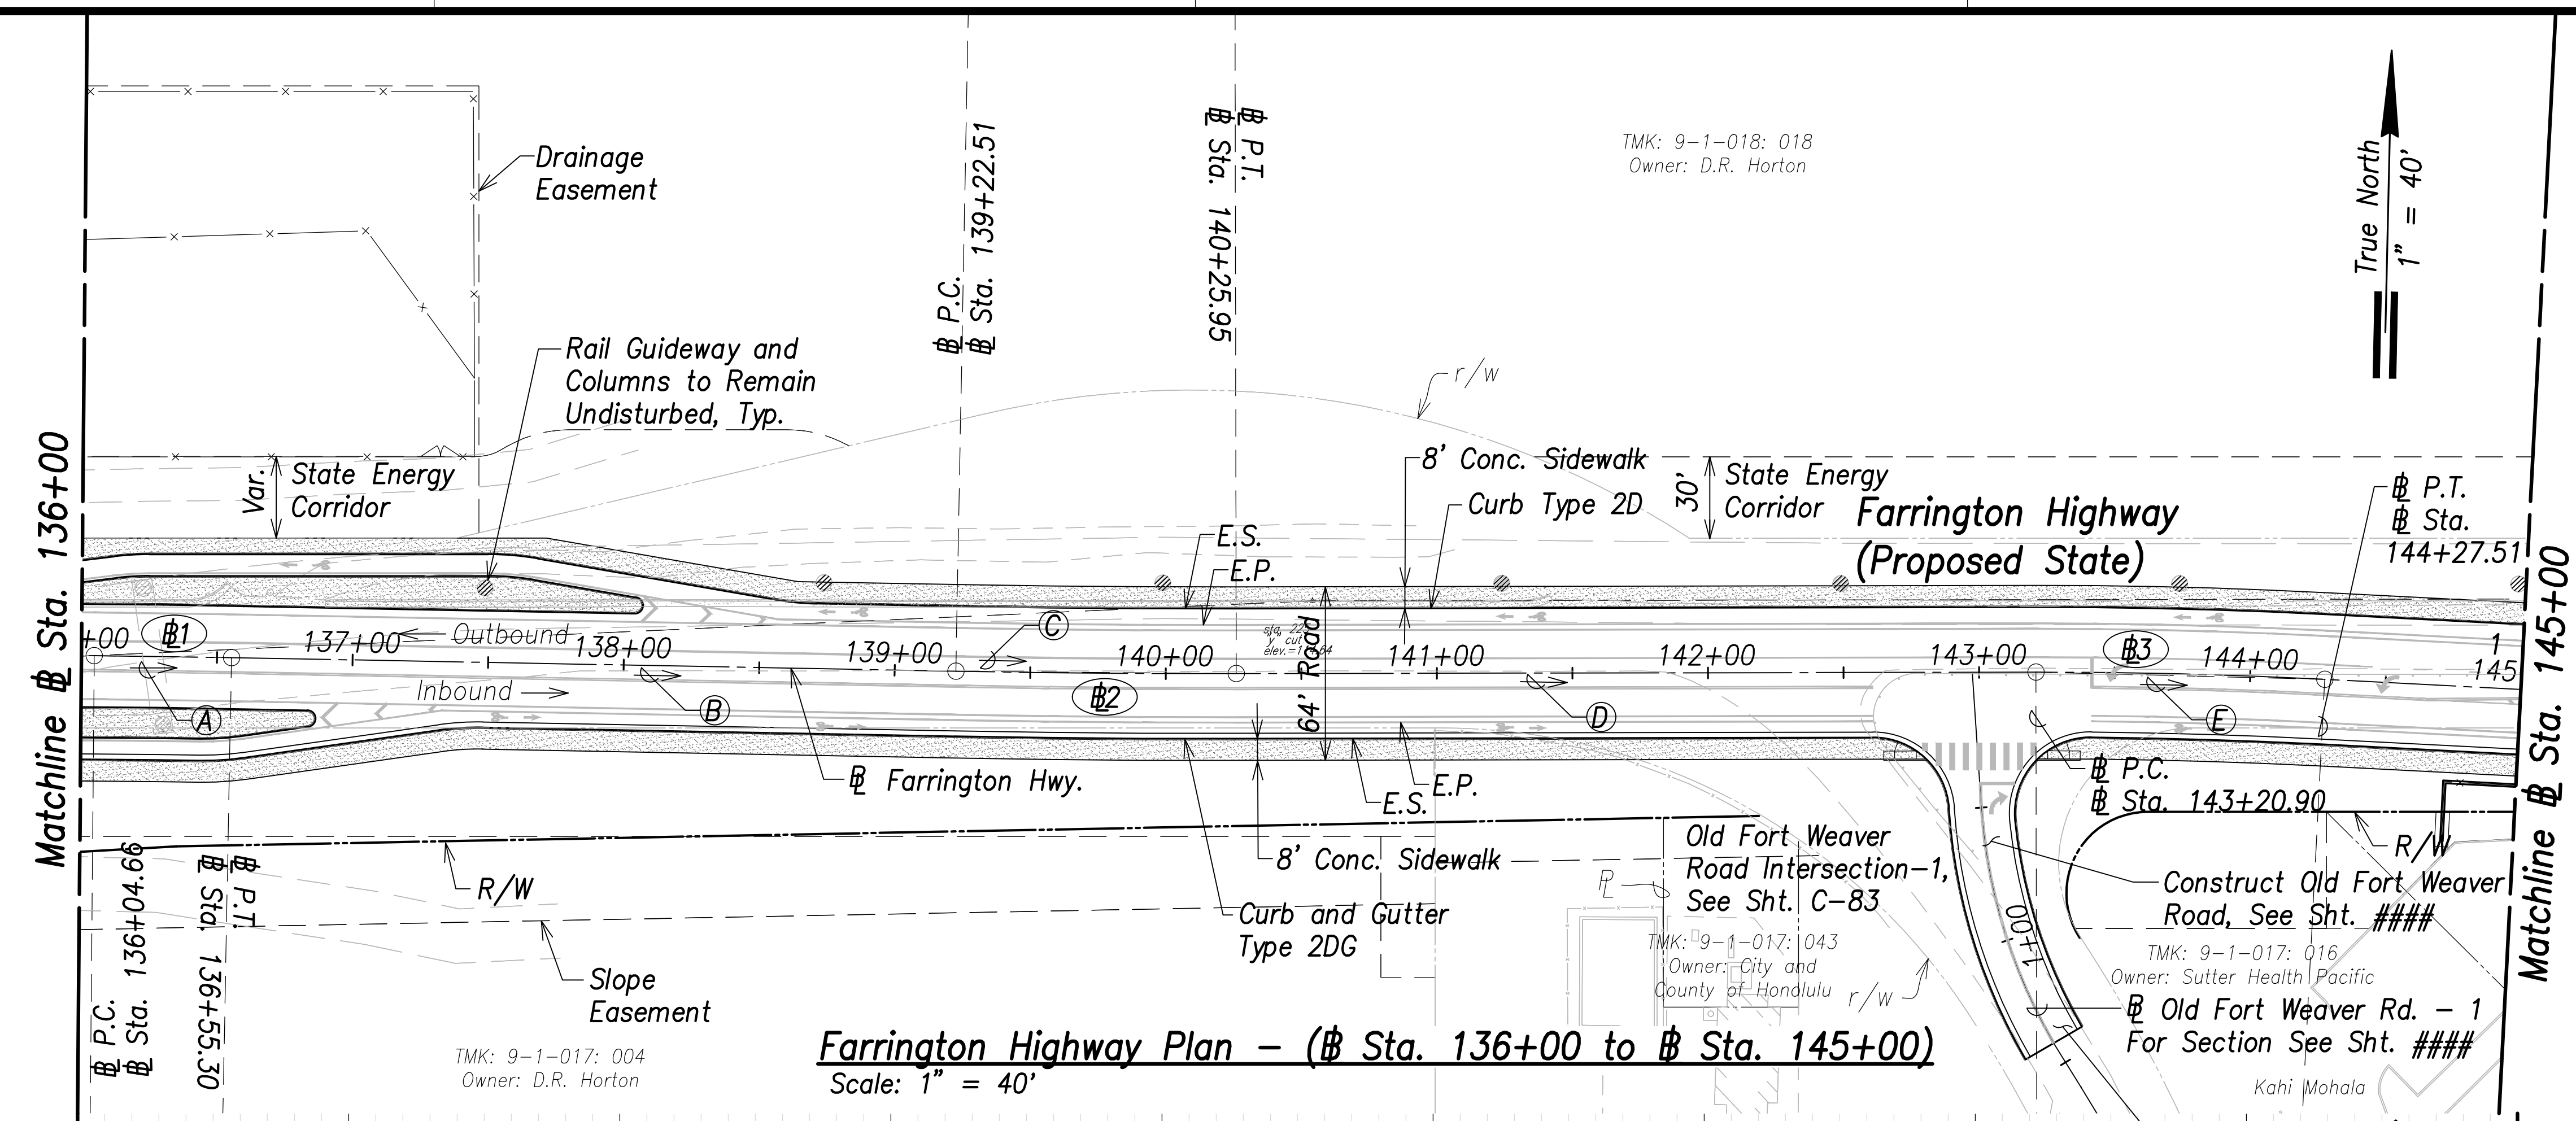 TMK: 9-1-018: 018
Owner: D.R. Horton
True North
1" = 40'
Drainage
Easement
℄ P.C.
℄ Sta. 139+22.51
℄ P.T.
℄ Sta. 140+25.95
Rail Guideway and
Columns to Remain
Undisturbed, Typ.
r/w
Var.
State Energy
Corridor
8' Conc. Sidewalk
Curb Type 2D
30'
State Energy
Corridor
Farrington Highway
(Proposed State)
℄ P.T.
℄ Sta.
144+27.51
E.S.
E.P.
Matchline ℄ Sta. 136+00
Matchline ℄ Sta. 145+00
+00
℄1
137+00
Outbound
138+00
139+00
C
140+00
64' Road
141+00
142+00
143+00
℄3
144+00
1
145
Inbound
A
B
℄2
D
E
℄ Farrington Hwy.
E.S.
E.P.
℄ P.C.
℄ Sta. 143+20.90
R/W
R/W
8' Conc. Sidewalk
Curb and Gutter
Type 2DG
Old Fort Weaver
Road Intersection-1,
See Sht. C-83
Construct Old Fort Weaver
Road, See Sht. ####
℄ P.C.
℄ Sta. 136+04.66
℄ P.T.
℄ Sta. 136+55.30
Slope
Easement
TMK: 9-1-017: 043
Owner: City and
County of Honolulu
r/w
1+00
TMK: 9-1-017: 016
Owner: Sutter Health Pacific
℄ Old Fort Weaver Rd. - 1
For Section See Sht. ####
Kahi Mohala
TMK: 9-1-017: 004
Owner: D.R. Horton
Farrington Highway Plan - (℄ Sta. 136+00 to ℄ Sta. 145+00)
Scale: 1" = 40'